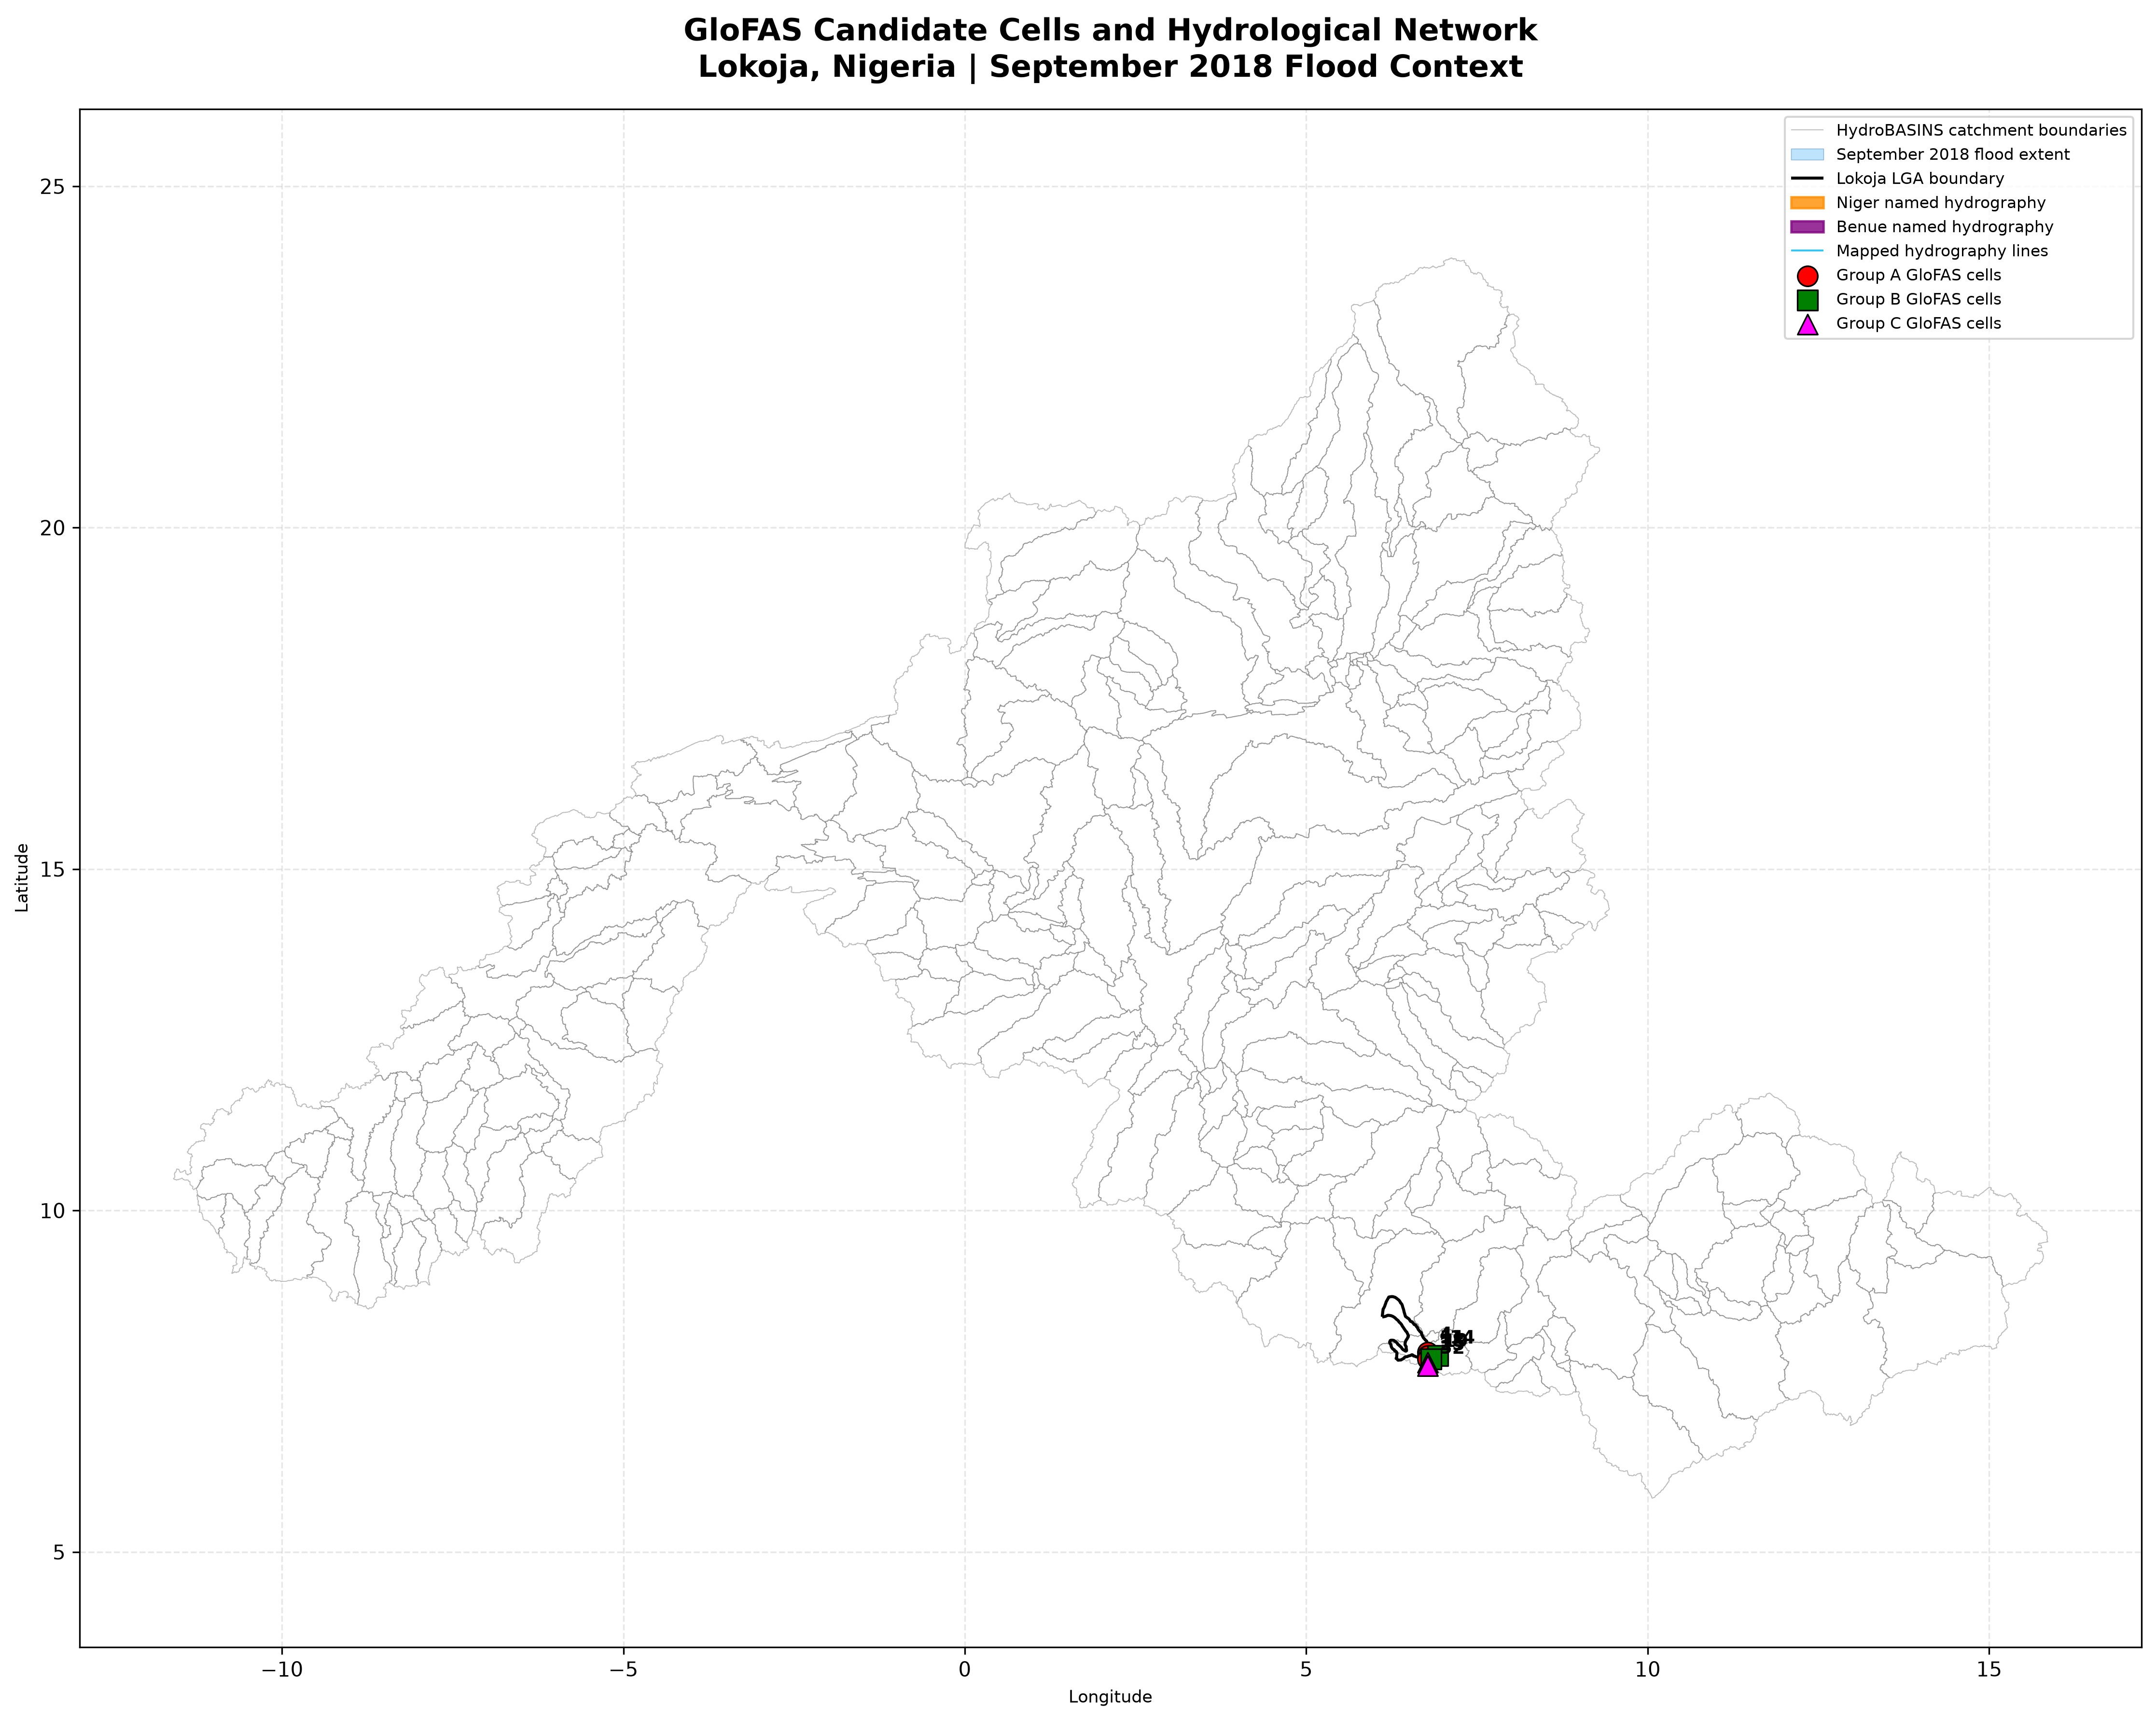 GloFAS Candidate Cells and Hydrological Network
Lokoja, Nigeria | September 2018 Flood Context
HydroBASINS catchment boundaries
September 2018 flood extent
Lokoja LGA boundary
Niger named hydrography
Benue named hydrography
Mapped hydrography lines
Group A GloFAS cells
Group B GloFAS cells
Group C GloFAS cells
25
20
15
10
5
Latitude
−10
−5
0
5
10
15
Longitude